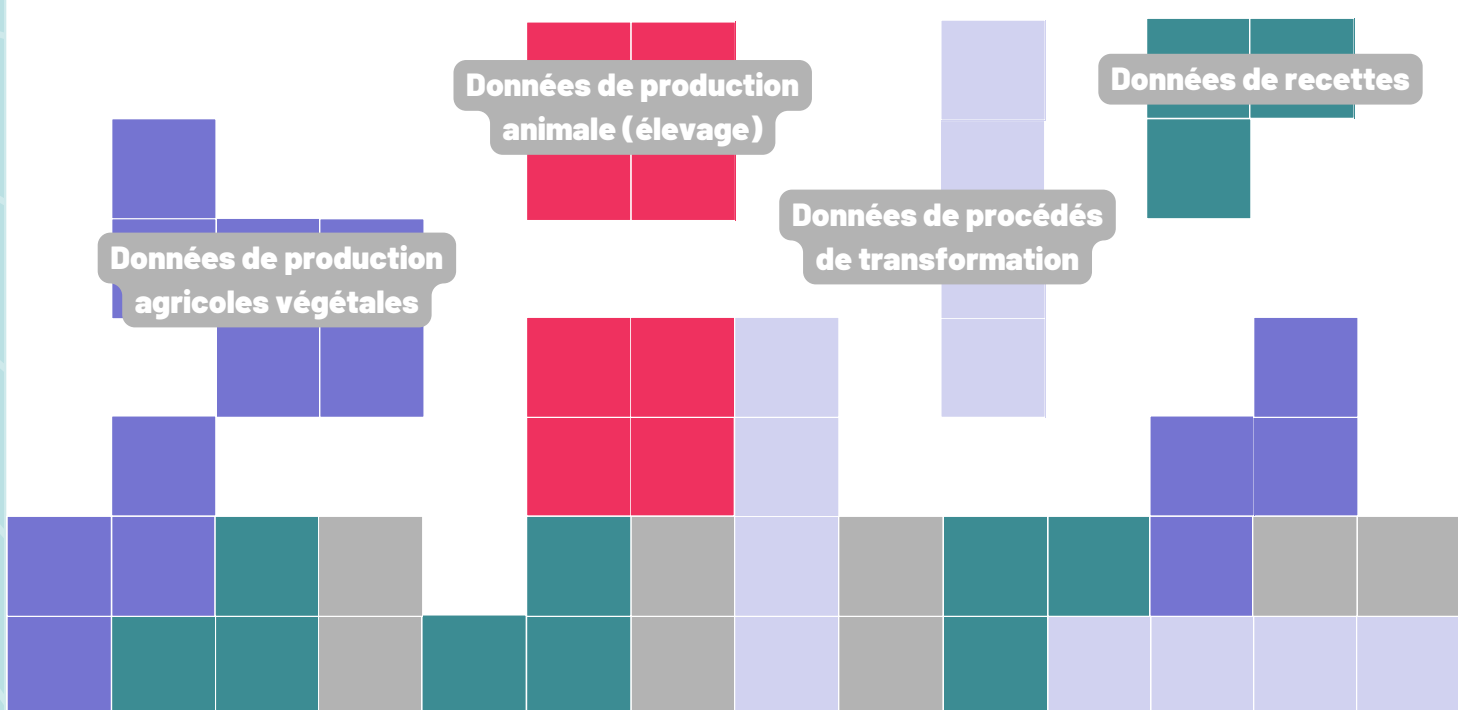 Données de production
animale (élevage)
Données de recettes
Données de procédés
de transformation
Données de production
agricoles végétales